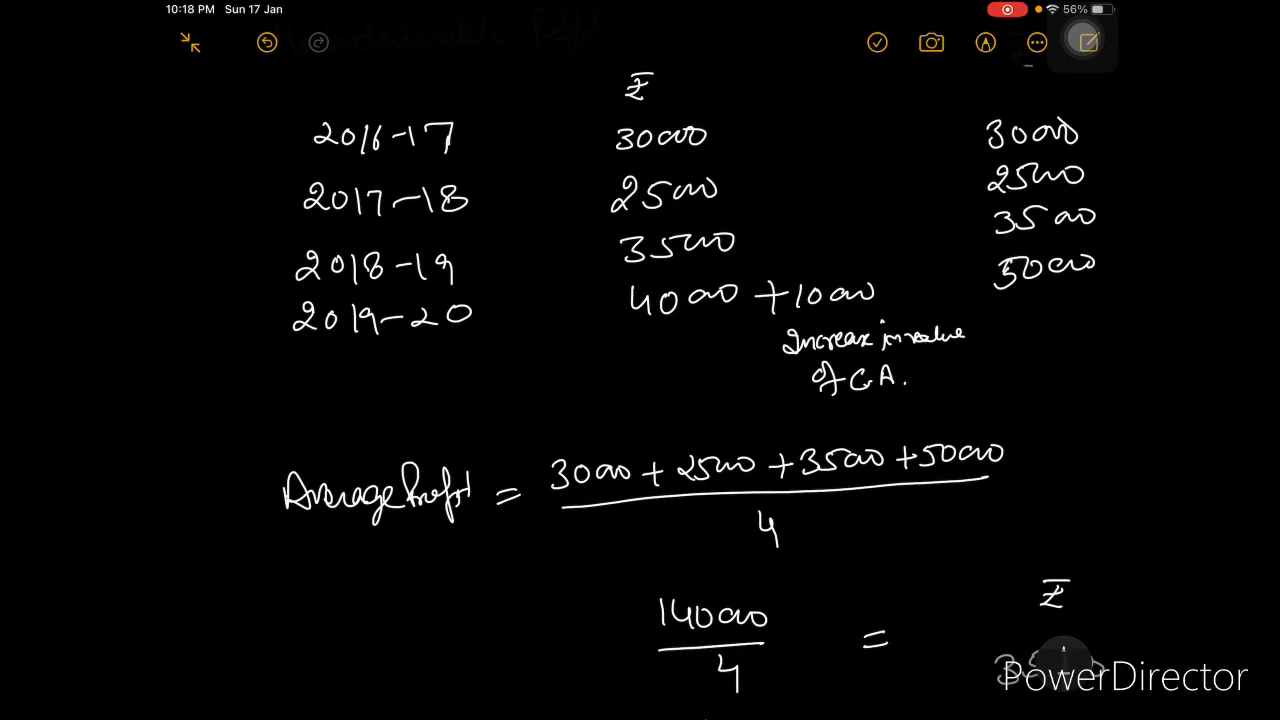 10:18 PM Sun 17 Jan 56%
₹
2016-17 30000 30000
2017-18 25000 25000
2018-19 35000 35000
2019-20 40000 + 10000 50000
Increase in value
of G A.
Average Profit = 30000 + 25000 + 35000 + 50000
4
₹
140000 =
4
PowerDirector